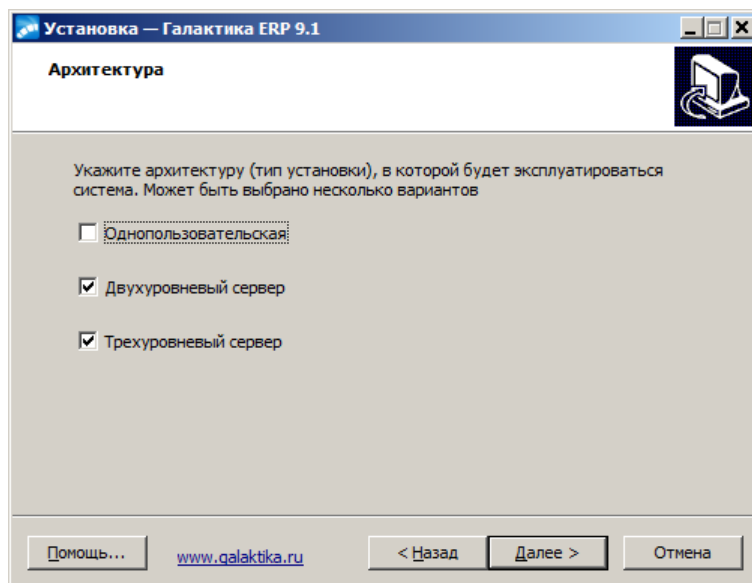 Установка — Галактика ERP 9.1
Архитектура
Укажите архитектуру (тип установки), в которой будет эксплуатироваться
система. Может быть выбрано несколько вариантов
Однопользовательская
Двухуровневый сервер
Трехуровневый сервер
Помощь... www.galaktika.ru < Назад Далее > Отмена